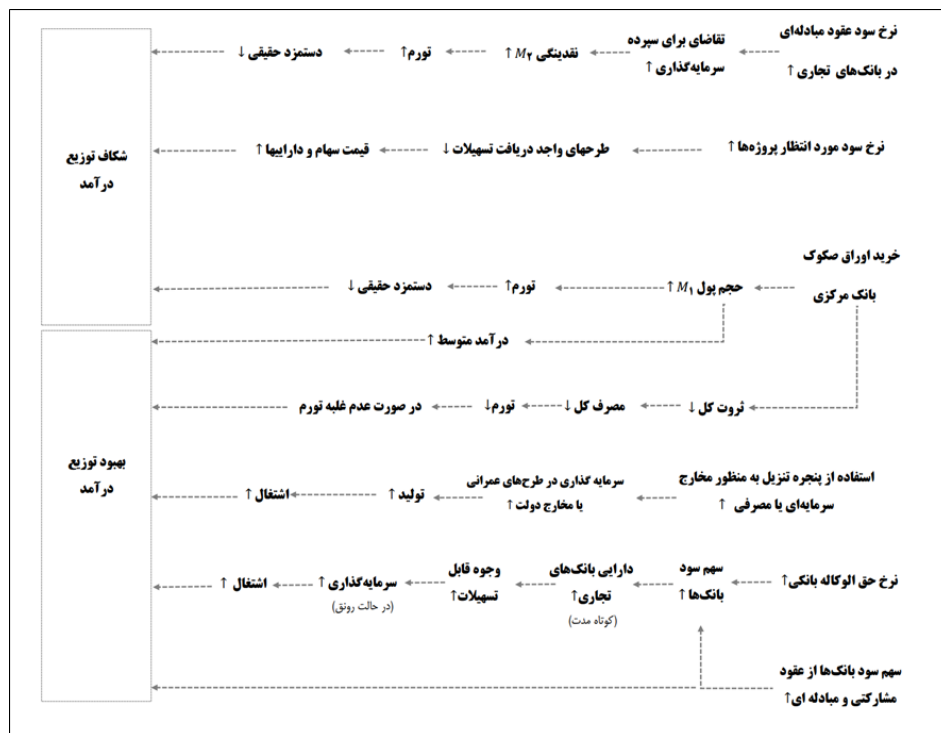 نرخ سود عقود مبادله‌ای
در بانک‌های تجاری ↑
تقاضای برای سپرده
سرمایه‌گذاری ↑
نقدینگی M۲ ↑
تورم ↑
دستمزد حقیقی ↓
شکاف توزیع
درآمد
نرخ سود مورد انتظار پروژه‌ها ↑
طرحهای واجد دریافت تسهیلات ↓
قیمت سهام و داراییها ↑
خرید اوراق صکوک
بانک مرکزی
حجم پول M۱ ↑
تورم ↑
دستمزد حقیقی ↓
درآمد متوسط ↑
ثروت کل ↓
مصرف کل ↓
تورم ↓
در صورت عدم غلبه تورم
بهبود توزیع
درآمد
استفاده از پنجره تنزیل به منظور مخارج
سرمایه‌ای یا مصرفی ↑
سرمایه گذاری در طرح‌های عمرانی
یا مخارج دولت ↑
تولید ↑
اشتغال ↑
نرخ حق الوکاله بانکی ↑
سهم سود
بانک‌ها ↑
دارایی بانک‌های
تجاری ↑
(کوتاه مدت)
وجوه قابل
تسهیلات ↑
سرمایه‌گذاری ↑
(در حالت رونق)
اشتغال ↑
سهم سود بانک‌ها از عقود
مشارکتی و مبادله ای ↑